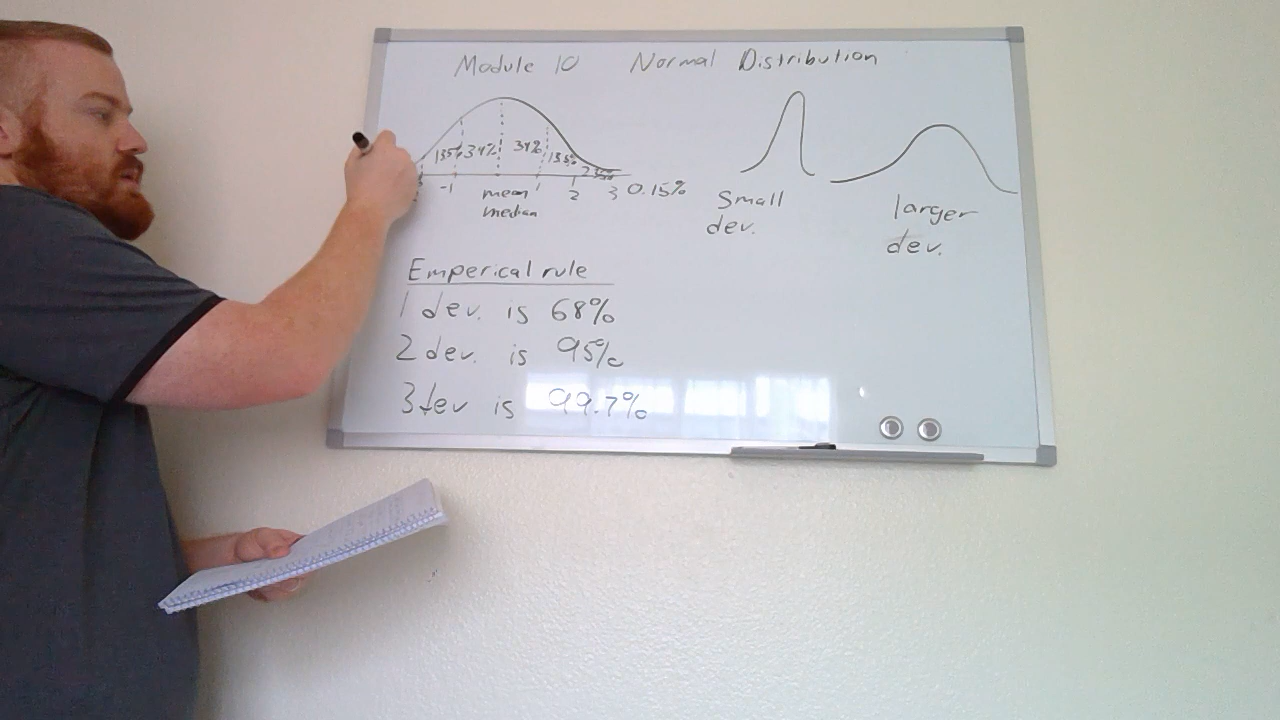 Module 10 Normal Distribution
13.5% 34% 34% 13.5%
-1 mean 1 2 3 0.15%
median
Small
dev.
larger
dev.
Emperical rule
1 dev. is 68%
2 dev. is 95%
3 dev is 99.7%